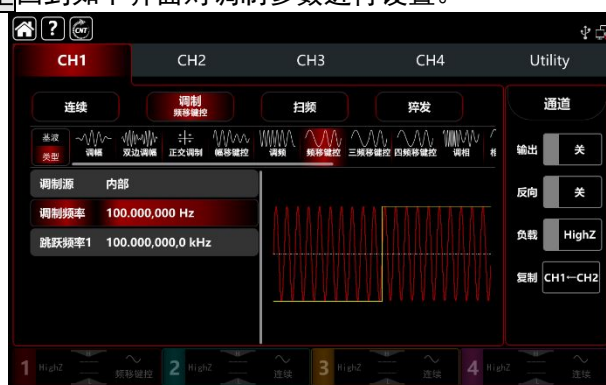 回到如下界面对调制参数进行设置。
? CNT
CH1 CH2 CH3 CH4 Utility
连续 调制 扫频 猝发 通道
频移键控
基波
类型
调幅 双边调幅 正交调制 幅移键控 调频 频移键控 三频移键控 四频移键控 调相
输出 关
调制源 内部
反向 关
调制频率 100.000,000 Hz
负载 HighZ
跳跃频率1 100.000,000,0 kHz
复制 CH1←CH2
1 HighZ 频移键控 2 HighZ 连续 3 HighZ 连续 4 HighZ 连续